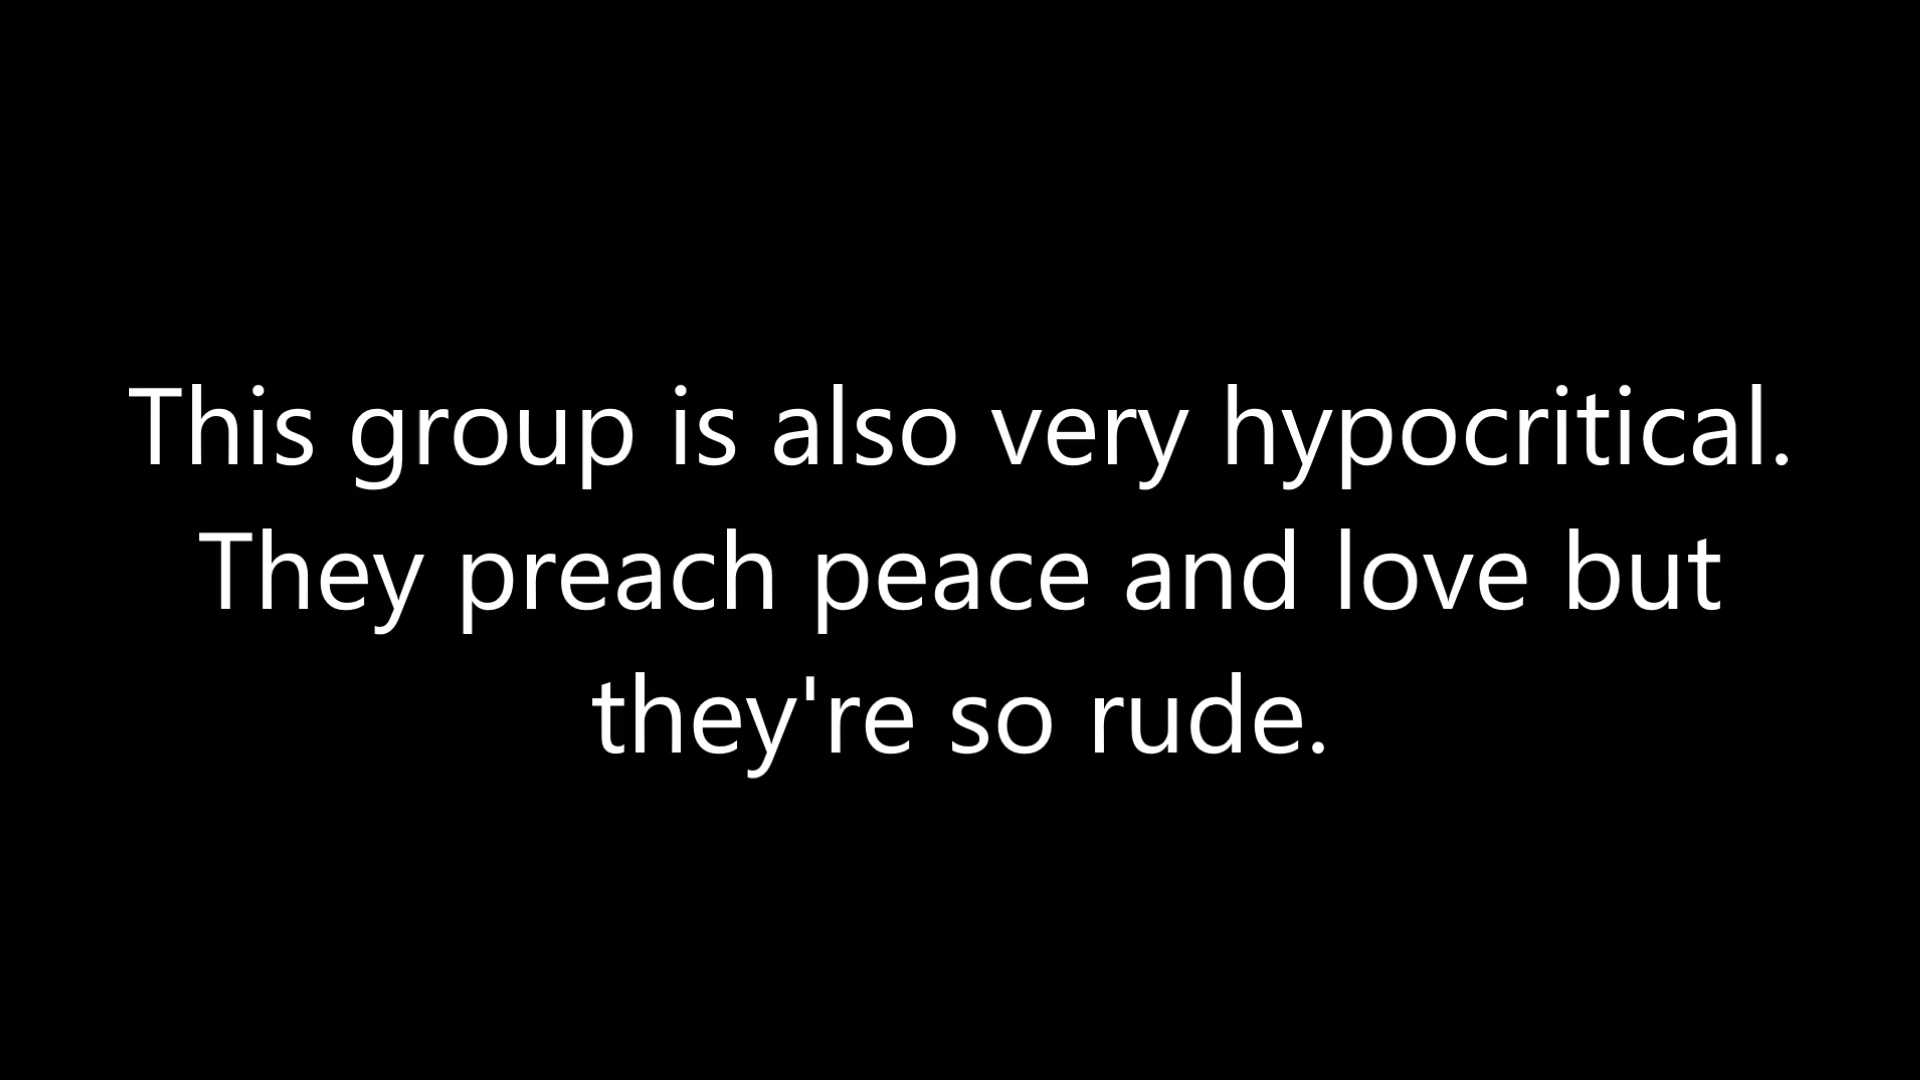 This group is also very hypocritical.
They preach peace and love but
they're so rude.